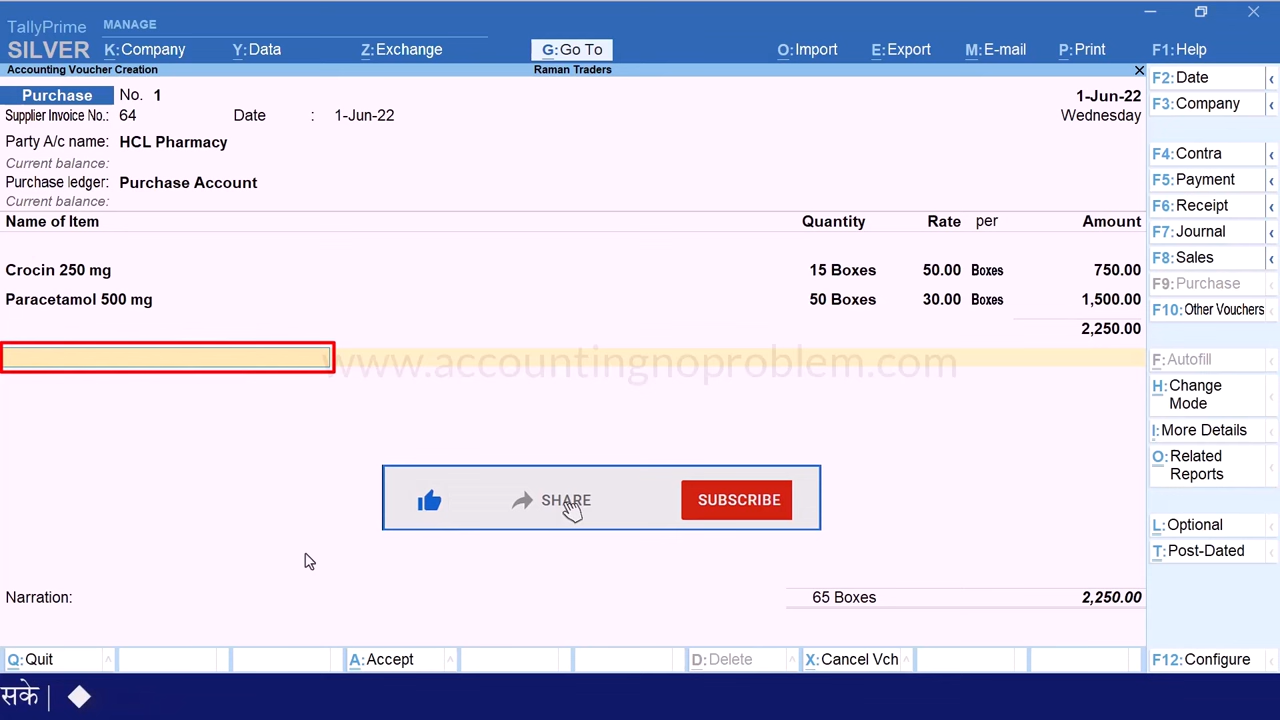 TallyPrime MANAGE
SILVER K:Company Y:Data Z:Exchange G:Go To O:Import E:Export M:E-mail P:Print F1:Help
Accounting Voucher Creation Raman Traders
Purchase No. 1 1-Jun-22
Supplier Invoice No.: 64 Date : 1-Jun-22 Wednesday
Party A/c name: HCL Pharmacy
Current balance:
Purchase ledger: Purchase Account
Current balance:
Name of Item Quantity Rate per Amount
Crocin 250 mg 15 Boxes 50.00 Boxes 750.00
Paracetamol 500 mg 50 Boxes 30.00 Boxes 1,500.00
2,250.00
www.accountingnoproblem.com
SHARE SUBSCRIBE
Narration: 65 Boxes 2,250.00
F2:Date
F3:Company
F4:Contra
F5:Payment
F6:Receipt
F7:Journal
F8:Sales
F9:Purchase
F10:Other Vouchers
F:Autofill
H:Change
Mode
I:More Details
O:Related
Reports
L:Optional
T:Post-Dated
Q:Quit A:Accept D:Delete X:Cancel Vch F12:Configure
सके |